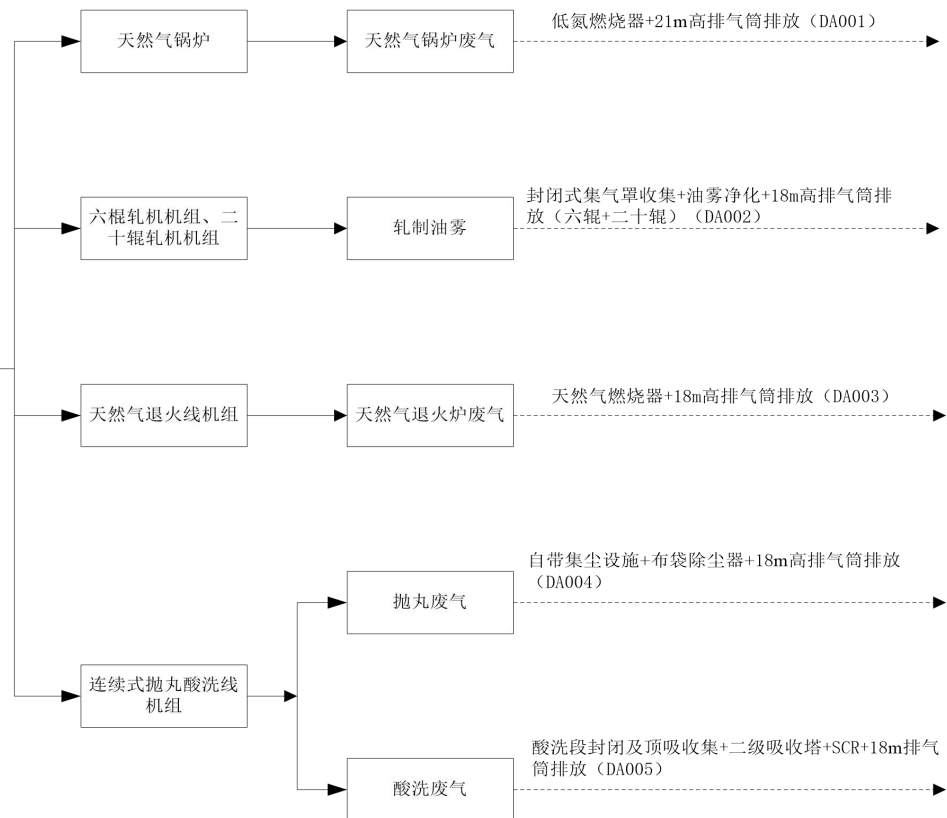 天然气锅炉
天然气锅炉废气
低氮燃烧器+21m高排气筒排放（DA001）
六棍轧机机组、二
十辊轧机机组
轧制油雾
封闭式集气罩收集+油雾净化+18m高排气筒排
放（六辊+二十辊）（DA002）
天然气退火线机组
天然气退火炉废气
天然气燃烧器+18m高排气筒排放（DA003）
连续式抛丸酸洗线
机组
抛丸废气
自带集尘设施+布袋除尘器+18m高排气筒排放
（DA004）
酸洗废气
酸洗段封闭及顶吸收集+二级吸收塔+SCR+18m排气
筒排放（DA005）